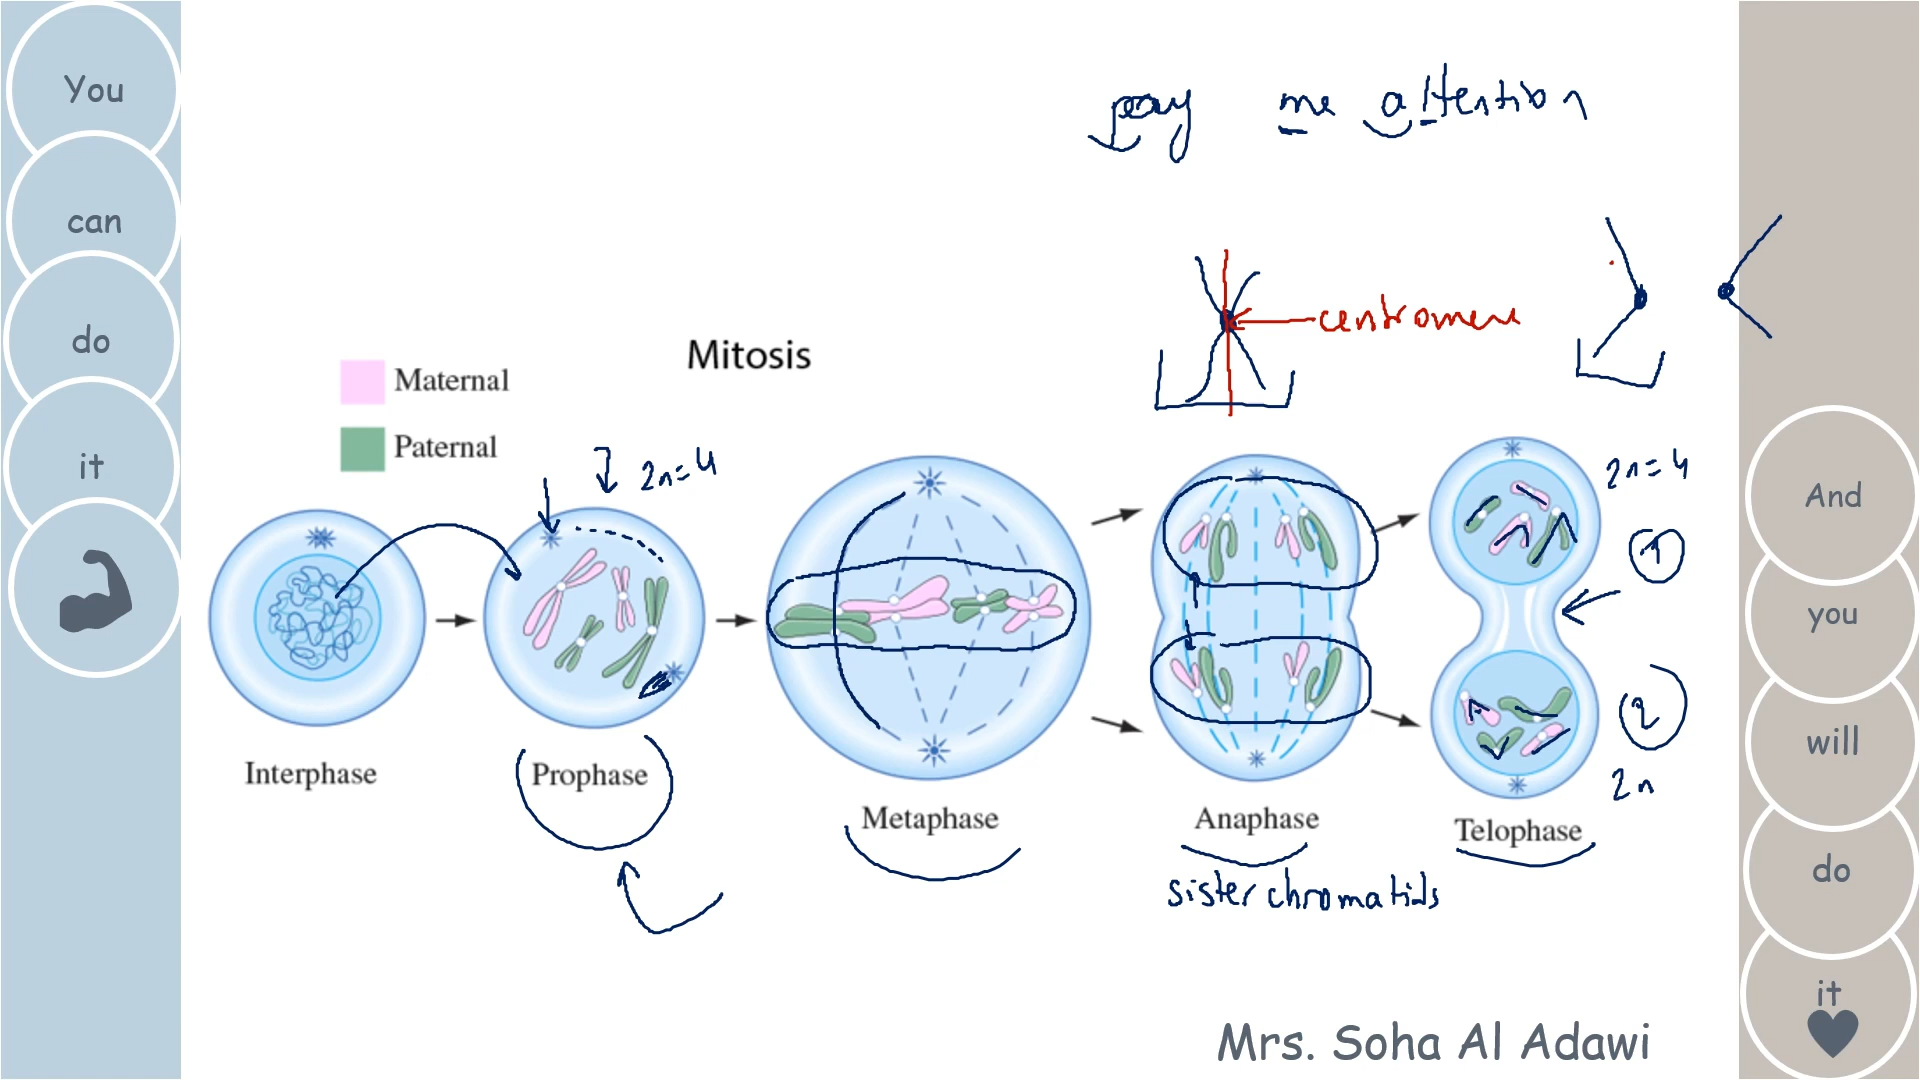 You
can
do
it
pay me attention
centromere
Mitosis
Maternal
Paternal
2n=4
2n=4
1
2
2n
Interphase
Prophase
Metaphase
Anaphase
Telophase
sister chromatids
And
you
will
do
it
Mrs. Soha Al Adawi